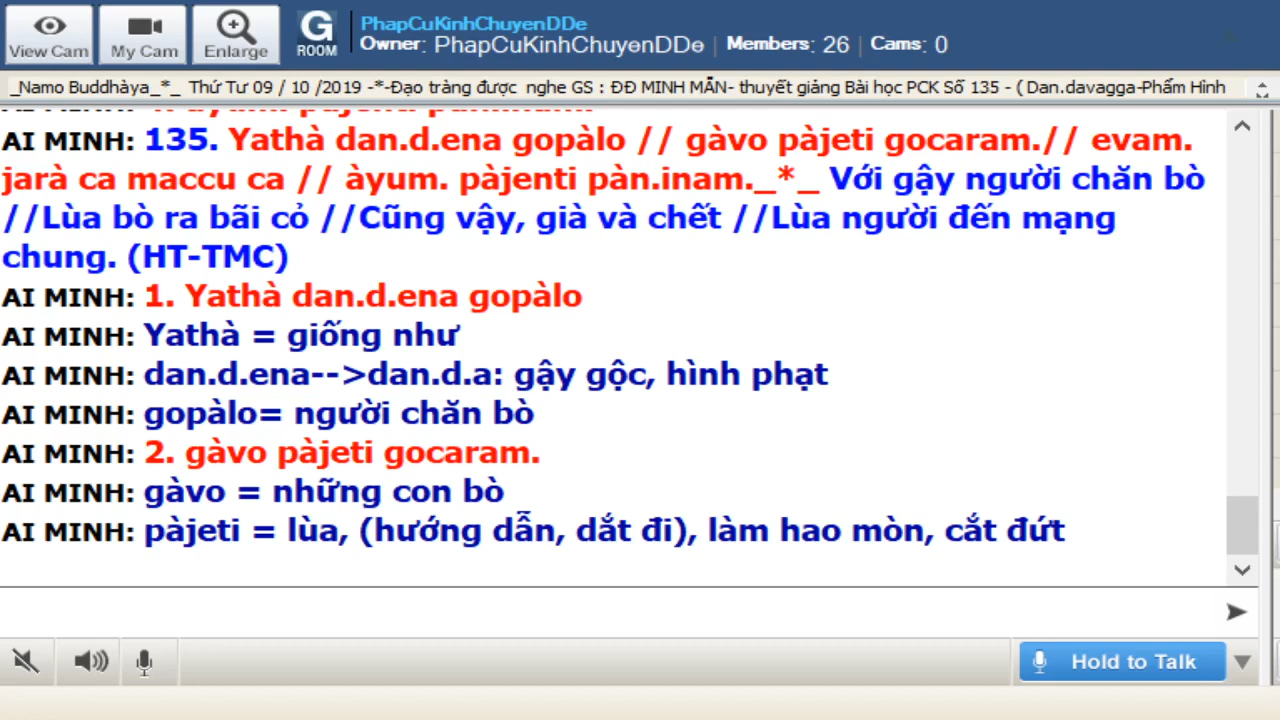 View Cam
My Cam
Enlarge
G ROOM
PhapCuKinhChuyenDDe
Owner: PhapCuKinhChuyenDDe | Members: 26 | Cams: 0
_Namo Buddhàya_*_ Thứ Tư 09 / 10 /2019 -*-Đạo tràng được nghe GS : ĐĐ MINH MẪN- thuyết giảng Bài học PCK Số 135 - ( Dan.davagga-Phẩm Hình
AI MINH: 135. Yathà dan.d.ena gopàlo // gàvo pàjeti gocaram.// evam.
jarà ca maccu ca // àyum. pàjenti pàn.inam._*_ Với gậy người chăn bò
//Lùa bò ra bãi cỏ //Cũng vậy, già và chết //Lùa người đến mạng
chung. (HT-TMC)
AI MINH: 1. Yathà dan.d.ena gopàlo
AI MINH: Yathà = giống như
AI MINH: dan.d.ena-->dan.d.a: gậy gộc, hình phạt
AI MINH: gopàlo= người chăn bò
AI MINH: 2. gàvo pàjeti gocaram.
AI MINH: gàvo = những con bò
AI MINH: pàjeti = lùa, (hướng dẫn, dắt đi), làm hao mòn, cắt đứt
Hold to Talk